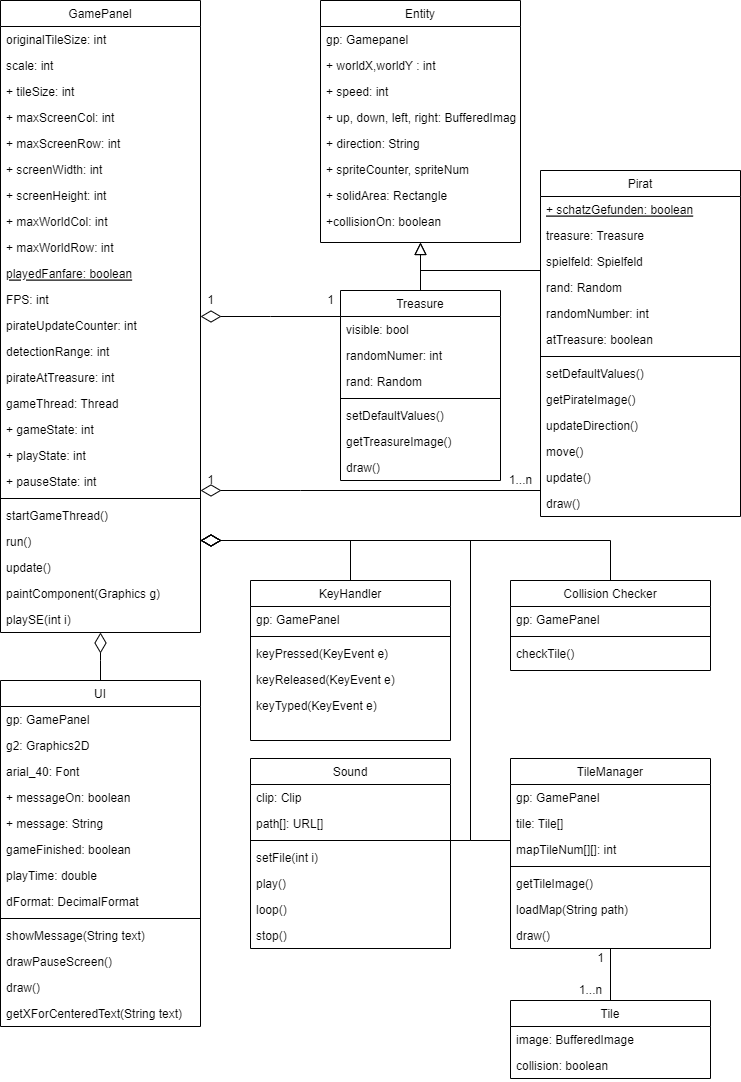 GamePanel
originalTileSize: int
scale: int
+ tileSize: int
+ maxScreenCol: int
+ maxScreenRow: int
+ screenWidth: int
+ screenHeight: int
+ maxWorldCol: int
+ maxWorldRow: int
playedFanfare: boolean
FPS: int
pirateUpdateCounter: int
detectionRange: int
pirateAtTreasure: int
gameThread: Thread
+ gameState: int
+ playState: int
+ pauseState: int
startGameThread()
run()
update()
paintComponent(Graphics g)
playSE(int i)
Entity
gp: Gamepanel
+ worldX,worldY : int
+ speed: int
+ up, down, left, right: BufferedImag
+ direction: String
+ spriteCounter, spriteNum
+ solidArea: Rectangle
+collisionOn: boolean
Pirat
+ schatzGefunden: boolean
treasure: Treasure
spielfeld: Spielfeld
rand: Random
randomNumber: int
atTreasure: boolean
setDefaultValues()
getPirateImage()
updateDirection()
move()
update()
draw()
1
1
Treasure
visible: bool
randomNumer: int
rand: Random
setDefaultValues()
getTreasureImage()
draw()
1
1...n
KeyHandler
gp: GamePanel
keyPressed(KeyEvent e)
keyReleased(KeyEvent e)
keyTyped(KeyEvent e)
Collision Checker
gp: GamePanel
checkTile()
UI
gp: GamePanel
g2: Graphics2D
arial_40: Font
+ messageOn: boolean
+ message: String
gameFinished: boolean
playTime: double
dFormat: DecimalFormat
showMessage(String text)
drawPauseScreen()
draw()
getXForCenteredText(String text)
Sound
clip: Clip
path[]: URL[]
setFile(int i)
play()
loop()
stop()
TileManager
gp: GamePanel
tile: Tile[]
mapTileNum[][]: int
getTileImage()
loadMap(String path)
draw()
1
1...n
Tile
image: BufferedImage
collision: boolean